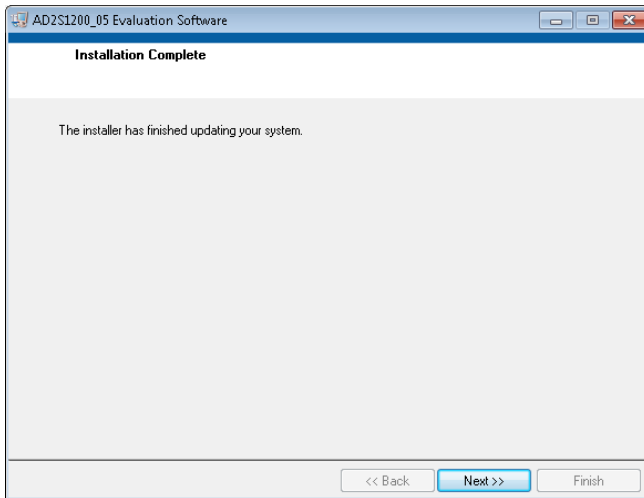 AD2S1200_05 Evaluation Software
Installation Complete
The installer has finished updating your system.
<< Back
Next >>
Finish